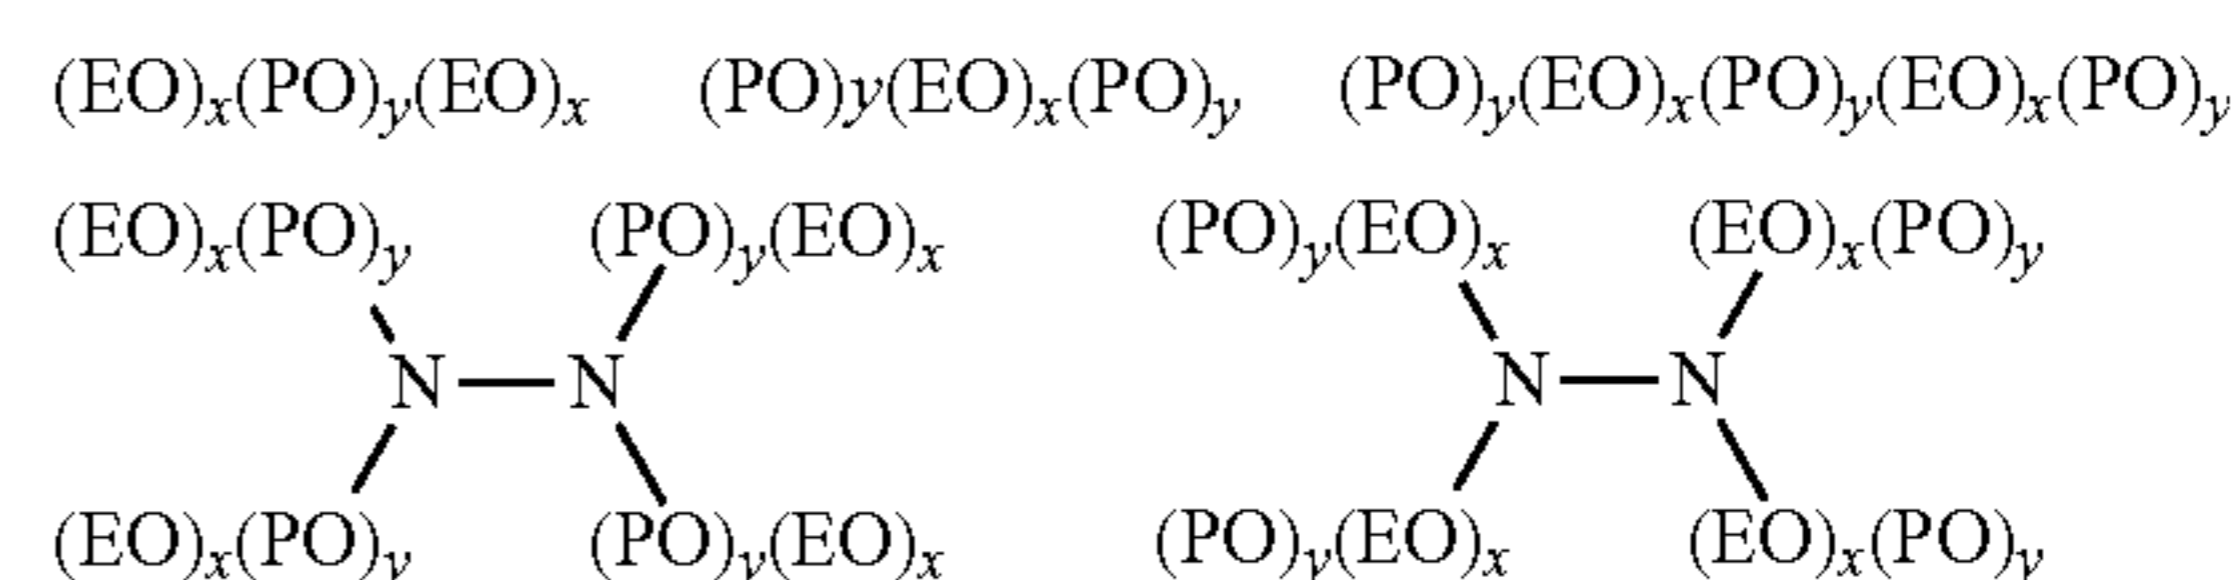 (EO)x(PO)y(EO)x (PO)y(EO)x(PO)y (PO)y(EO)x(PO)y(EO)x(PO)y
(EO)x(PO)y (PO)y(EO)x (PO)y(EO)x (EO)x(PO)y
N — N N — N
(EO)x(PO)y (PO)y(EO)x (PO)y(EO)x (EO)x(PO)y